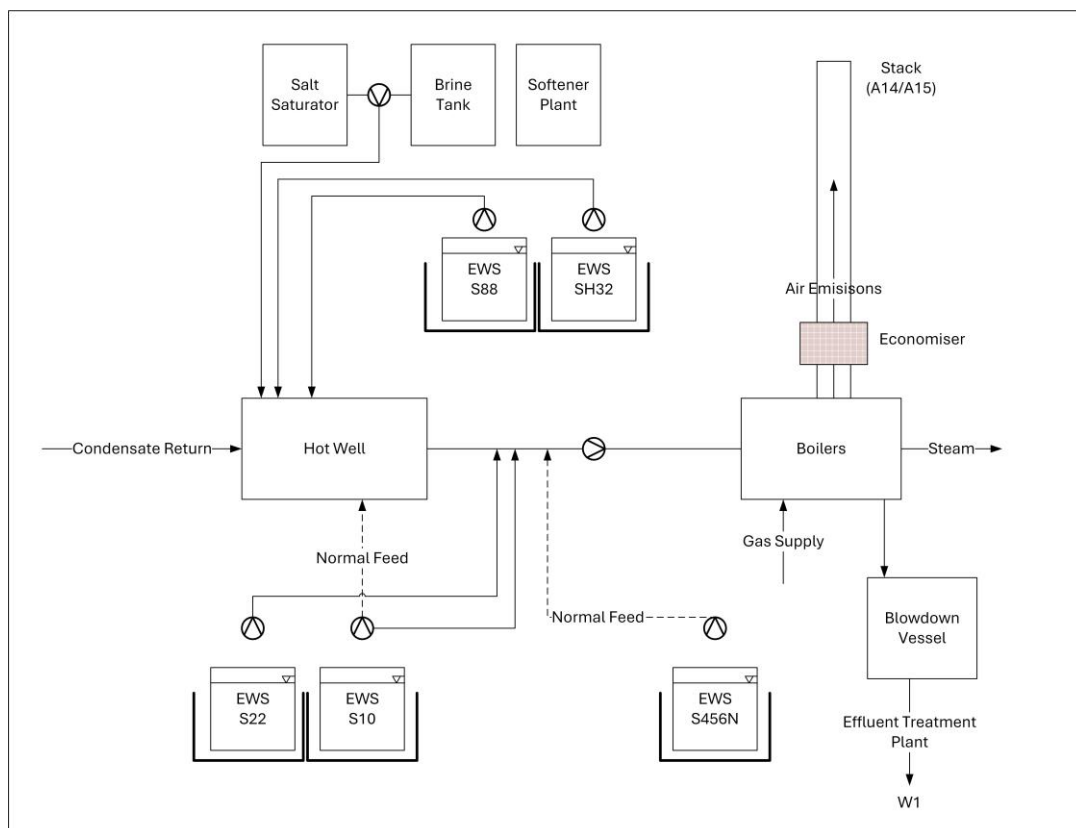 Salt
Saturator
Brine
Tank
Softener
Plant
Stack
(A14/A15)
EWS
S88
EWS
SH32
Air Emisisons
Economiser
Condensate Return
Hot Well
Boilers
Steam
Normal Feed
Gas Supply
Normal Feed
Blowdown
Vessel
EWS
S22
EWS
S10
EWS
S456N
Effluent Treatment
Plant
W1